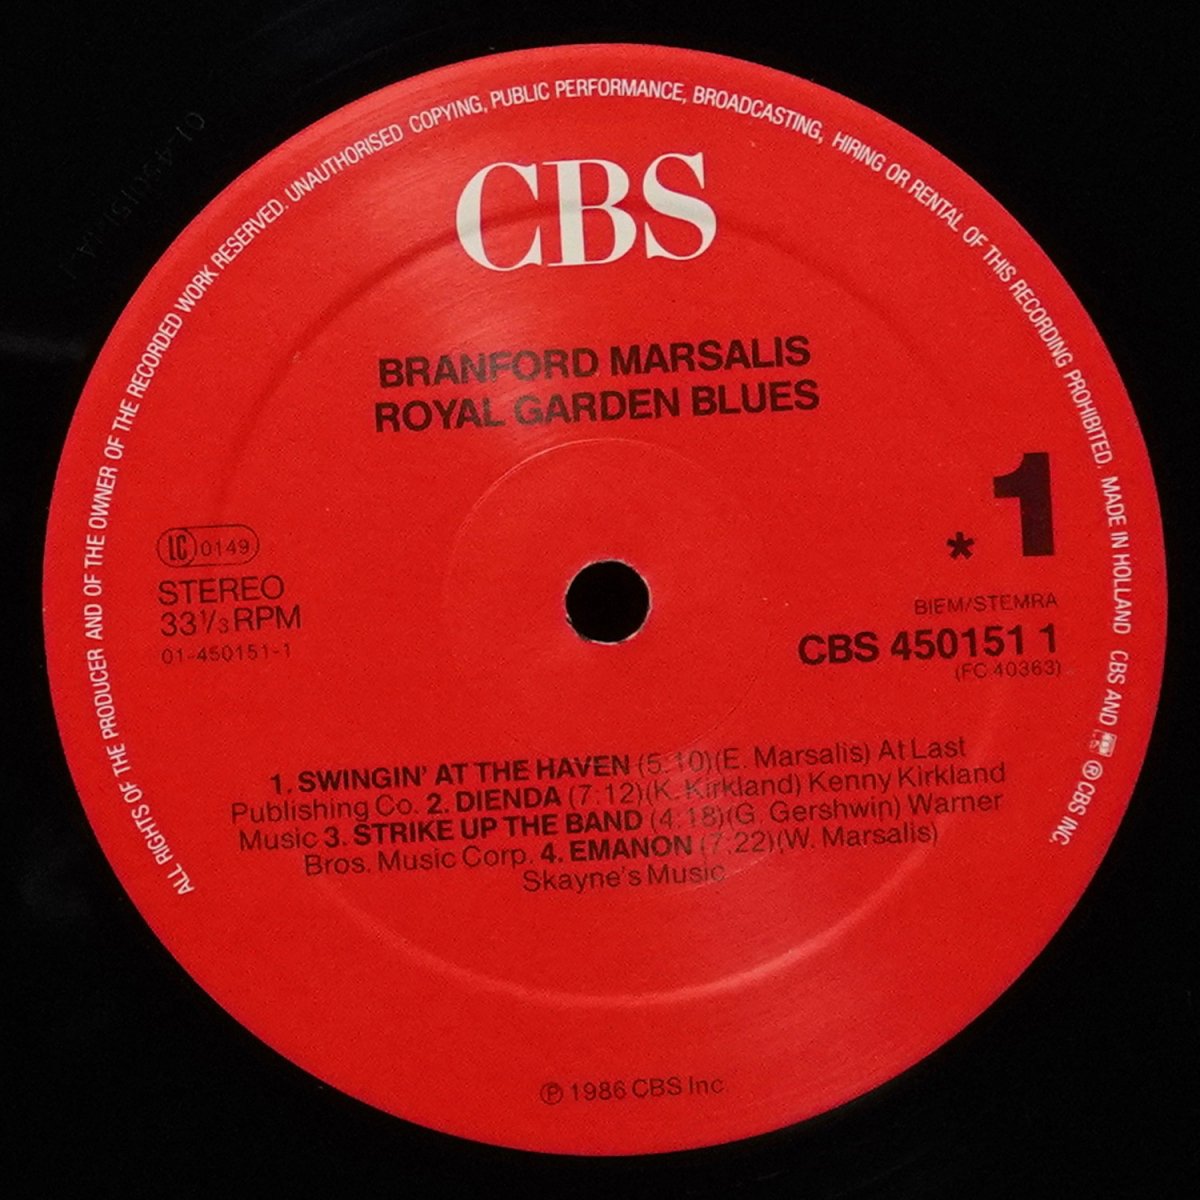 ALL RIGHTS OF THE PRODUCER AND OF THE OWNER OF THE RECORDED WORK RESERVED. UNAUTHORISED COPYING, PUBLIC PERFORMANCE, BROADCASTING, HIRING OR RENTAL OF THIS RECORDING PROHIBITED. MADE IN HOLLAND CBS AND ® CBS INC.
CBS
BRANFORD MARSALIS
ROYAL GARDEN BLUES
* 1
LC 0149
STEREO
33⅓ RPM
01-450151-1
BIEM/STEMRA
CBS 450151 1
(FC 40363)
1. SWINGIN' AT THE HAVEN (5.10)(E. Marsalis) At Last
Publishing Co. 2. DIENDA (7.12)(K. Kirkland) Kenny Kirkland
Music 3. STRIKE UP THE BAND (4.18)(G. Gershwin) Warner
Bros. Music Corp. 4. EMANON (7.22)(W. Marsalis)
Skayne's Music
℗ 1986 CBS Inc